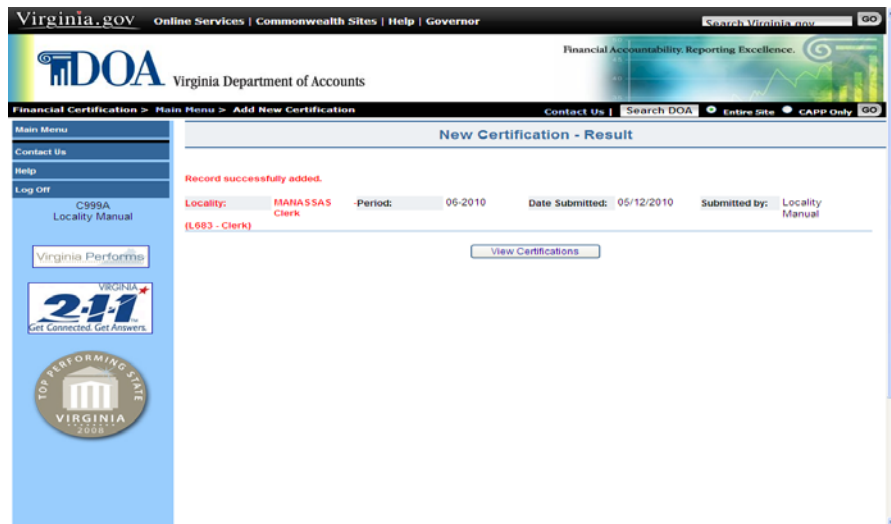 Virginia.gov Online Services | Commonwealth Sites | Help | Governor Search Virginia.gov GO
Financial Accountability. Reporting Excellence.
DOA Virginia Department of Accounts
Financial Certification > Main Menu > Add New Certification Contact Us | Search DOA Entire Site CAPP Only GO
Main Menu
Contact Us
Help
Log Off
C999A
Locality Manual
Virginia Performs
VIRGINIA
2-1-1
Get Connected. Get Answers.
TOP PERFORMING STATE
VIRGINIA
2008
New Certification - Result
Record successfully added.
Locality: MANASSAS -Period: 06-2010 Date Submitted: 05/12/2010 Submitted by: Locality
Clerk Manual
(L683 - Clerk)
View Certifications